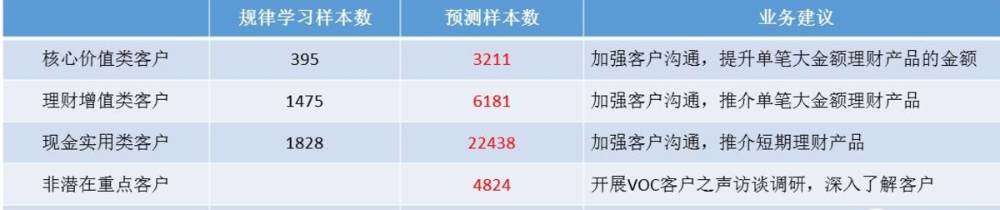 规律学习样本数 预测样本数 业务建议
核心价值类客户 395 3211 加强客户沟通，提升单笔大金额理财产品的金额
理财增值类客户 1475 6181 加强客户沟通，推介单笔大金额理财产品
现金实用类客户 1828 22438 加强客户沟通，推介短期理财产品
非潜在重点客户 4824 开展VOC客户之声访谈调研，深入了解客户